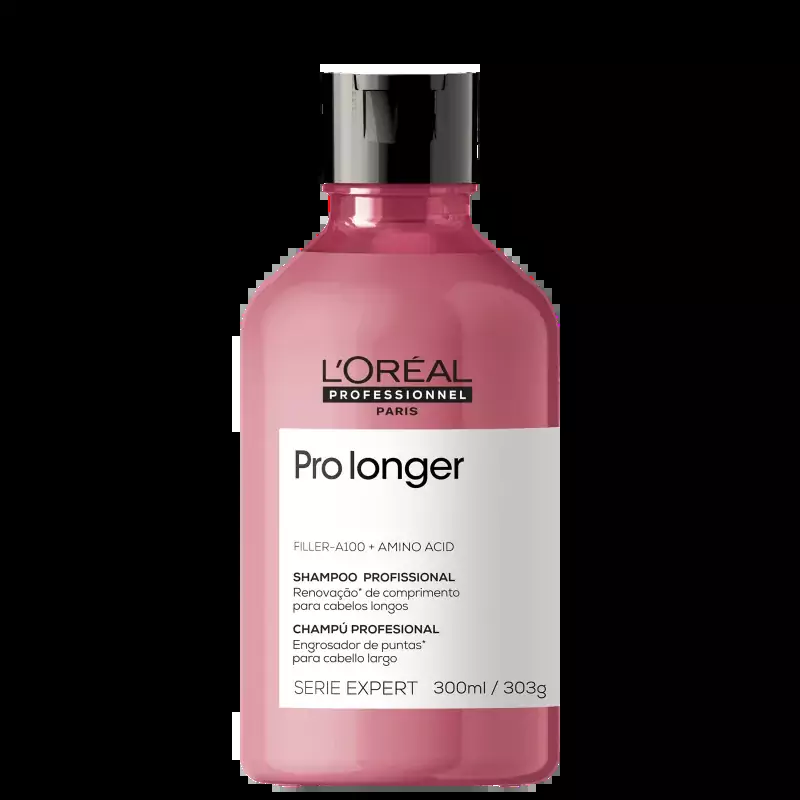 L'ORÉAL
PROFESSIONNEL
PARIS
Pro longer
FILLER-A100 + AMINO ACID
SHAMPOO PROFISSIONAL
Renovação* de comprimento
para cabelos longos
CHAMPÚ PROFESIONAL
Engrosador de puntas*
para cabello largo
SERIE EXPERT 300ml / 303g